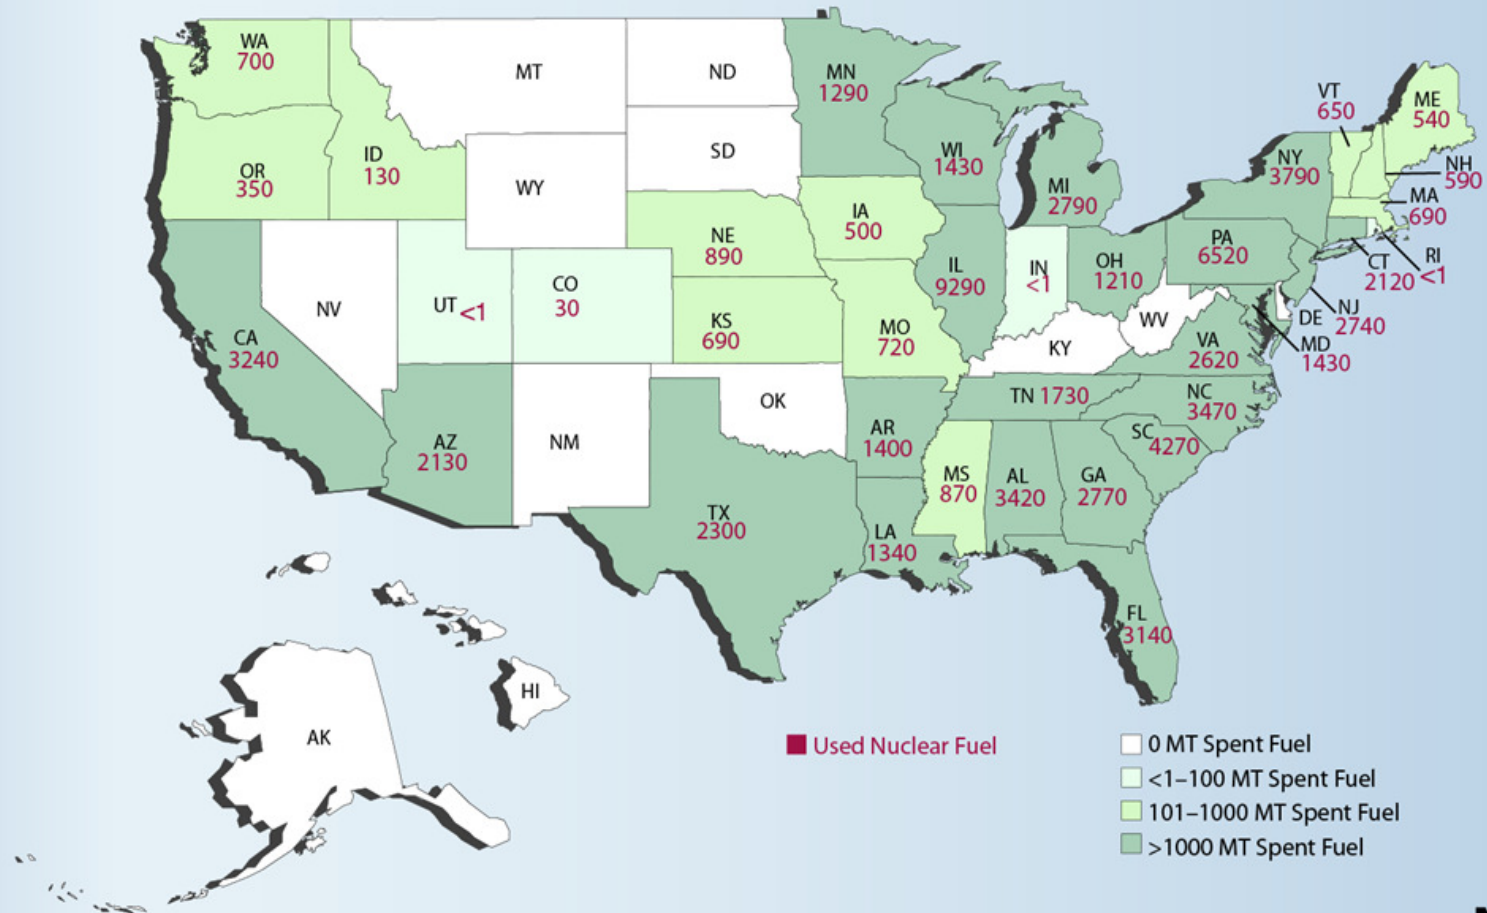 WA
700
MT
ND
MN
1290
VT
650
ME
540
OR
350
ID
130
WY
SD
WI
1430
MI
2790
NY
3790
NH
590
MA
690
NE
890
IA
500
IL
9290
IN
<1
OH
1210
PA
6520
CT
2120
RI
<1
NV
UT <1
CO
30
KS
690
MO
720
KY
WV
VA
2620
DE
NJ
2740
MD
1430
CA
3240
AZ
2130
NM
OK
AR
1400
TN 1730
NC
3470
SC
4270
MS
870
AL
3420
GA
2770
TX
2300
LA
1340
FL
3140
HI
AK
Used Nuclear Fuel
0 MT Spent Fuel
<1–100 MT Spent Fuel
101–1000 MT Spent Fuel
>1000 MT Spent Fuel